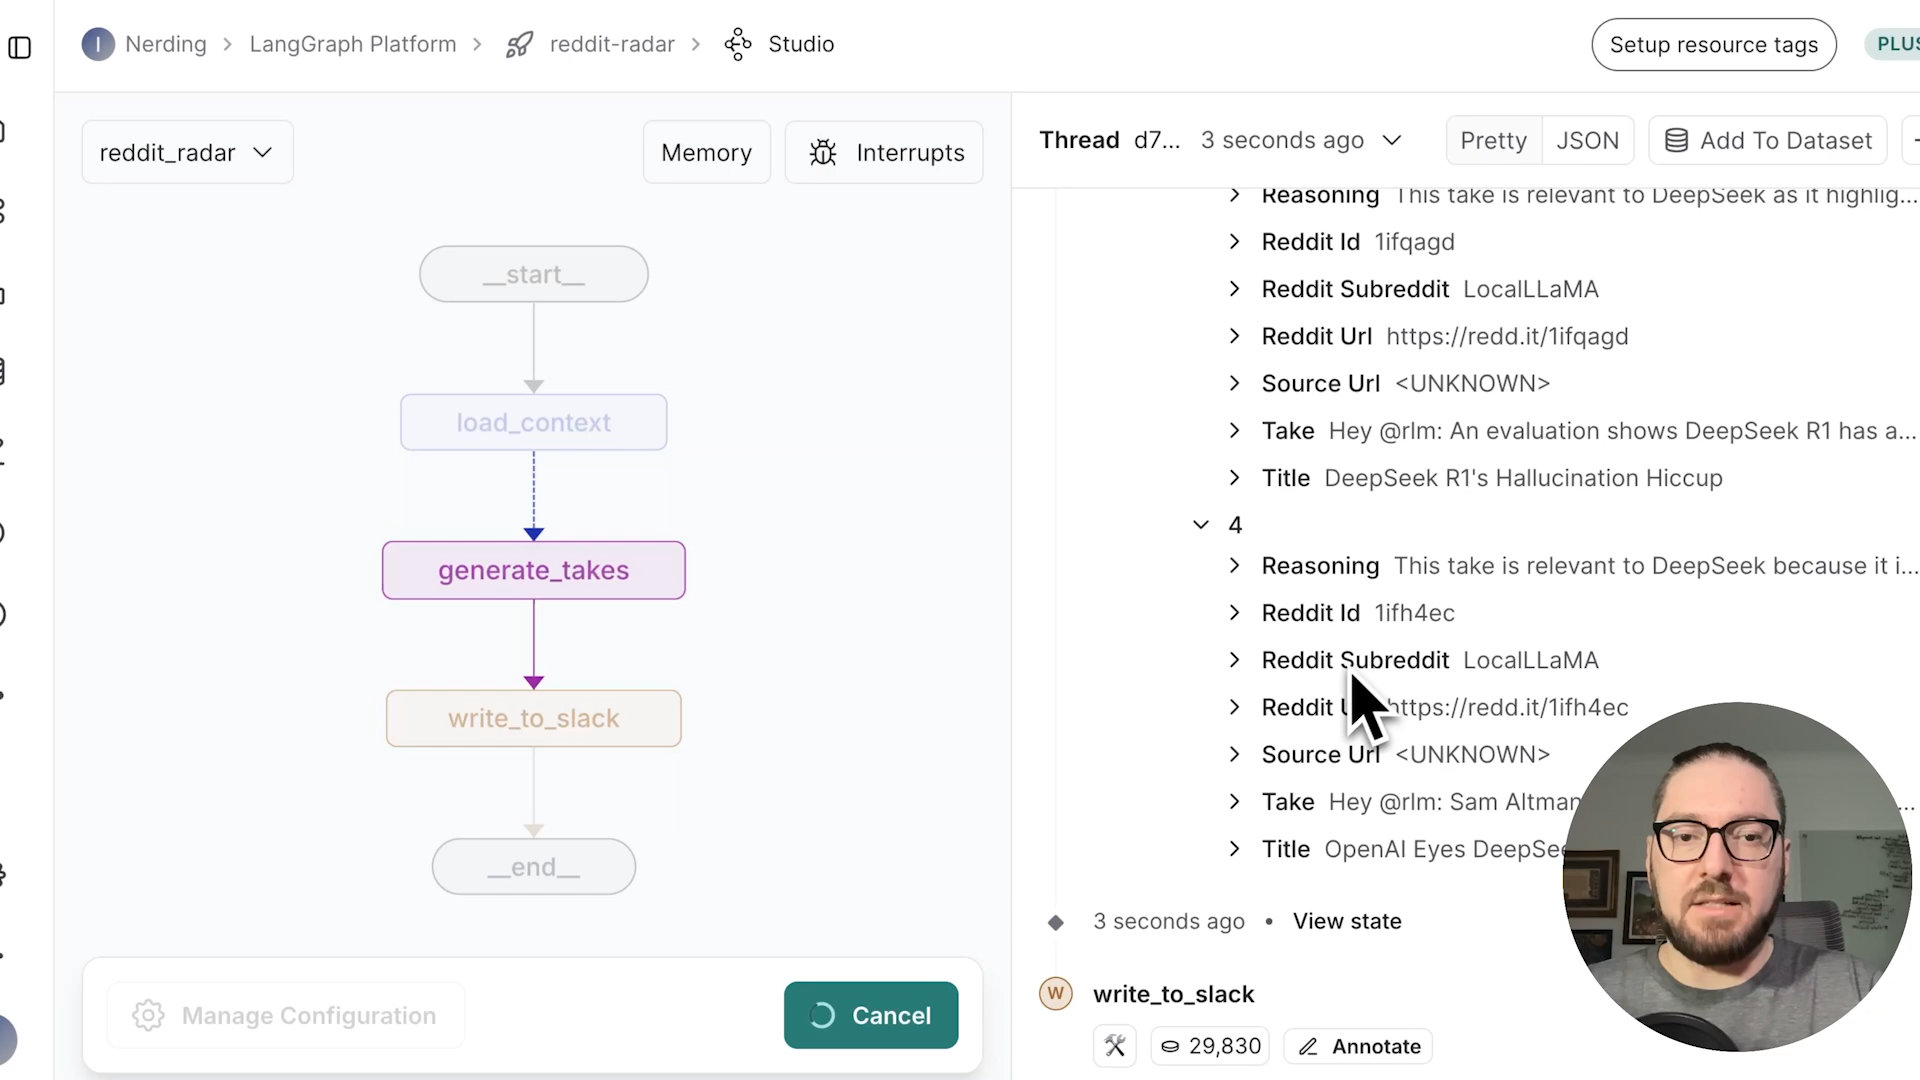 I Nerding > LangGraph Platform > reddit-radar > Studio
Setup resource tags
PLUS
reddit_radar
Memory
Interrupts
__start__
load_context
generate_takes
write_to_slack
__end__
Manage Configuration
Cancel
Thread d7... 3 seconds ago
Pretty JSON
Add To Dataset
Reasoning This take is relevant to DeepSeek as it highlig...
Reddit Id 1ifqagd
Reddit Subreddit LocalLLaMA
Reddit Url https://redd.it/1ifqagd
Source Url <UNKNOWN>
Take Hey @rlm: An evaluation shows DeepSeek R1 has a...
Title DeepSeek R1's Hallucination Hiccup
4
Reasoning This take is relevant to DeepSeek because it i...
Reddit Id 1ifh4ec
Reddit Subreddit LocalLLaMA
Reddit https://redd.it/1ifh4ec
Source Url <UNKNOWN>
Take Hey @rlm: Sam Altman
Title OpenAI Eyes
3 seconds ago • View state
W write_to_slack
29,830
Annotate